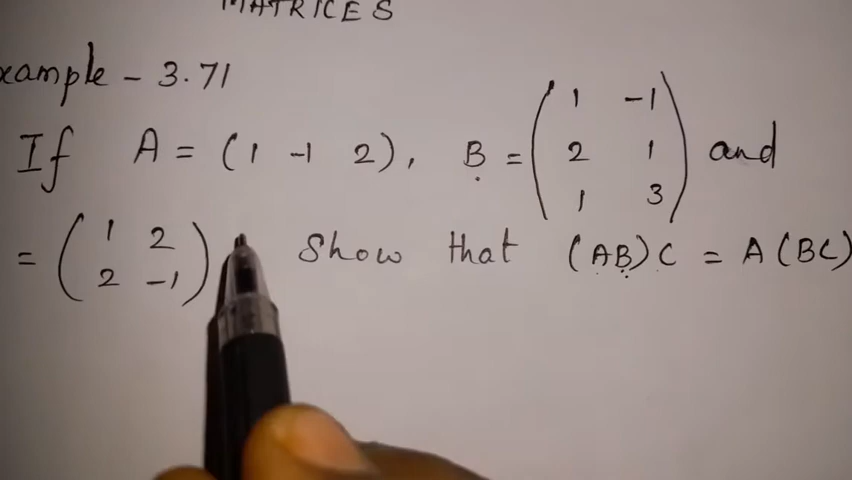 MATRICES
xample - 3.71
If A = (1 -1 2), B = (1 -1
2 1
1 3) and
= (1 2
2 -1) Show that (AB)C = A(BC)